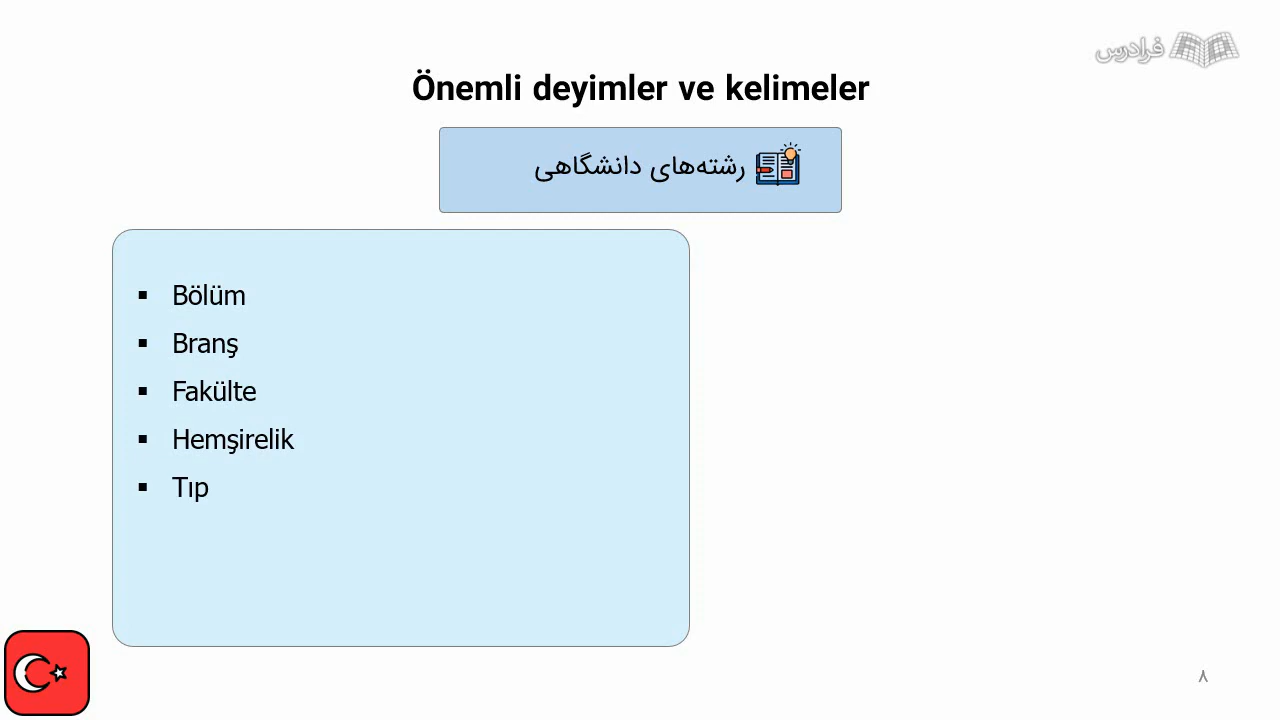 فرادرس
Önemli deyimler ve kelimeler
رشته‌های دانشگاهی
▪ Bölüm
▪ Branş
▪ Fakülte
▪ Hemşirelik
▪ Tıp
۸